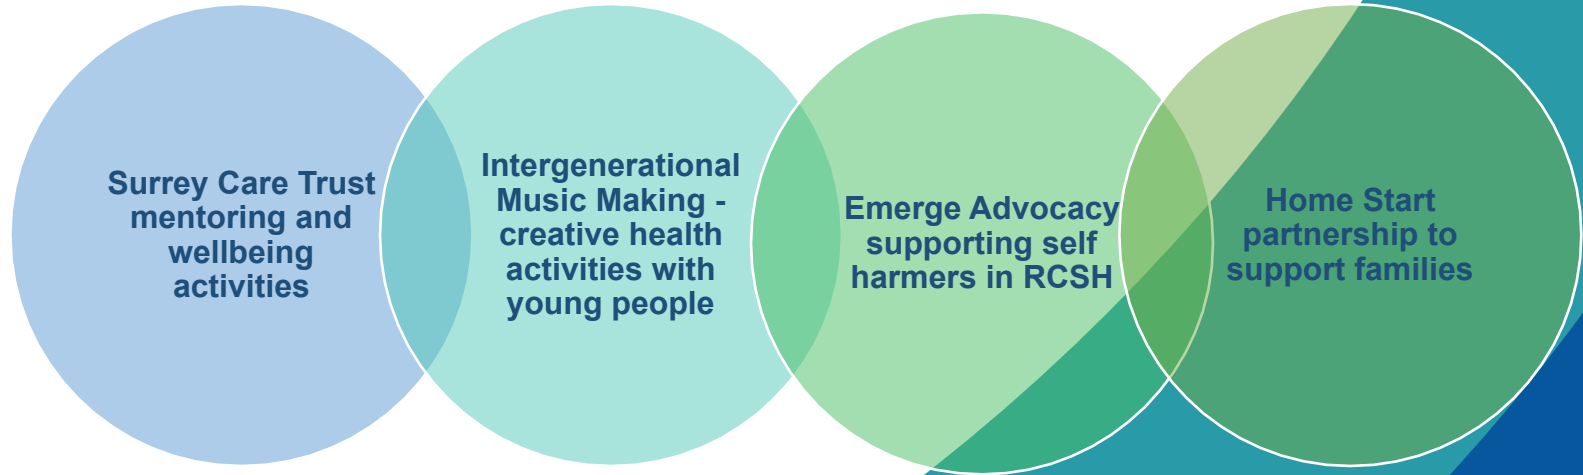 Surrey Care Trust
mentoring and
wellbeing
activities
Intergenerational
Music Making -
creative health
activities with
young people
Emerge Advocacy
supporting self
harmers in RCSH
Home Start
partnership to
support families